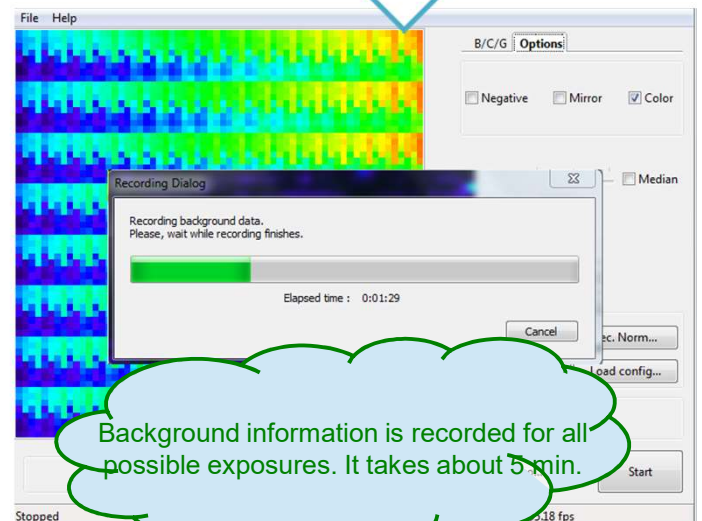 File Help
B/C/G Options
Negative Mirror Color
Recording Dialog
Median
Recording background data.
Please, wait while recording finishes.
Elapsed time : 0:01:29
Cancel
Norm...
Load config...
Background information is recorded for all
possible exposures. It takes about 5 min.
Start
Stopped
5.18 fps